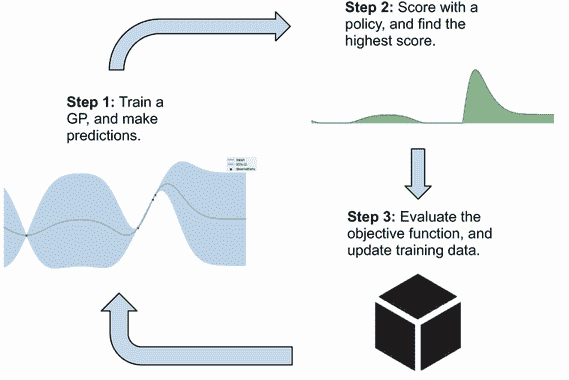 Step 1: Train a
GP, and make
predictions.
mean
95% CI
observations
Step 2: Score with a
policy, and find the
highest score.
Step 3: Evaluate the
objective function, and
update training data.